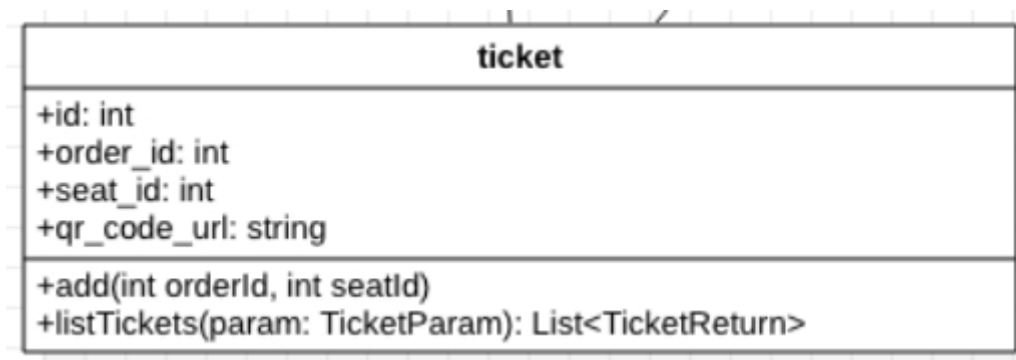 ticket
+id: int
+order_id: int
+seat_id: int
+qr_code_url: string
+add(int orderId, int seatId)
+listTickets(param: TicketParam): List<TicketReturn>